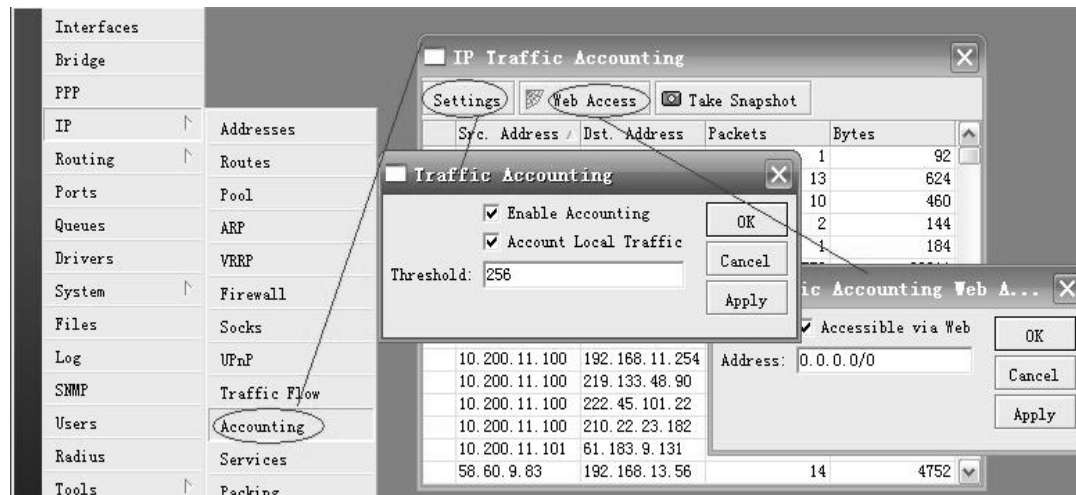 Interfaces
Bridge
PPP
IP
Routing
Ports
Queues
Drivers
System
Files
Log
SNMP
Users
Radius
Tools
Addresses
Routes
Pool
ARP
VRRP
Firewall
Socks
UPnP
Traffic Flow
Accounting
Services
Packing
IP Traffic Accounting
Settings Web Access Take Snapshot
Src. Address Dst. Address Packets Bytes
1 92
13 624
10 460
2 144
1 184
Traffic Accounting
Enable Accounting
Account Local Traffic
Threshold: 256
OK
Cancel
Apply
ic Accounting Web A...
Accessible via Web
Address: 0.0.0.0/0
OK
Cancel
Apply
10.200.11.100 192.168.11.254
10.200.11.100 219.133.48.90
10.200.11.100 222.45.101.22
10.200.11.100 210.22.23.182
10.200.11.101 61.183.9.131
58.60.9.83 192.168.13.56 14 4752